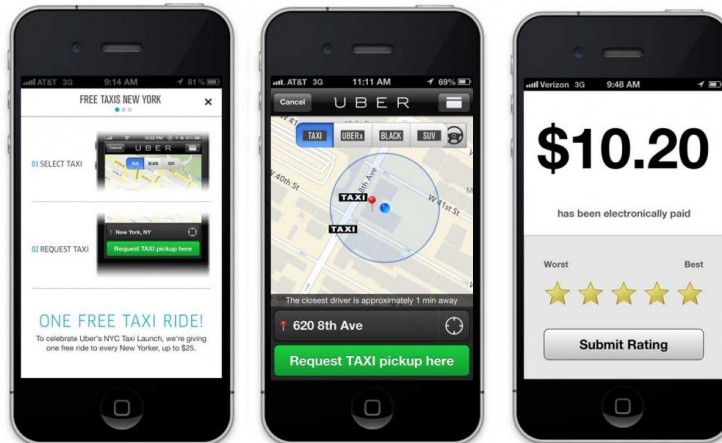 AT&T 3G 9:14 AM 81%
FREE TAXIS NEW YORK ×
01 SELECT TAXI
UBER
TAXI BLACK SUV
02 REQUEST TAXI
New York, NY
Request TAXI pickup here
ONE FREE TAXI RIDE!
To celebrate Uber's NYC Taxi Launch, we're giving
one free ride to every New Yorker, up to $25.
AT&T 3G 11:11 AM 69%
Cancel UBER
TAXI UBERx BLACK SUV
W 40th St
8th Ave
W 41st St
TAXI
TAXI
The closest driver is approximately 1 min away
620 8th Ave
Request TAXI pickup here
Verizon 3G 9:48 AM
$10.20
has been electronically paid
Worst Best
Submit Rating